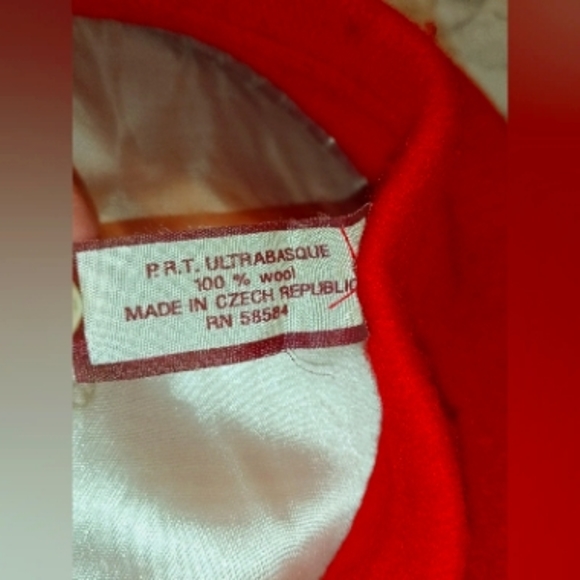 P.R.T. ULTRABASQUE
100 % wool
MADE IN CZECH REPUBLIC
RN 58584